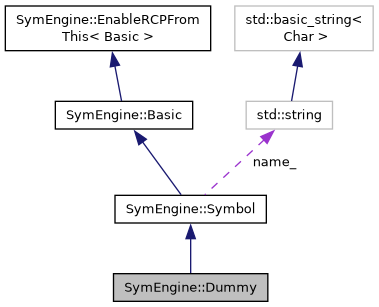 SymEngine::EnableRCPFrom
This< Basic >
std::basic_string<
Char >
SymEngine::Basic
std::string
name_
SymEngine::Symbol
SymEngine::Dummy